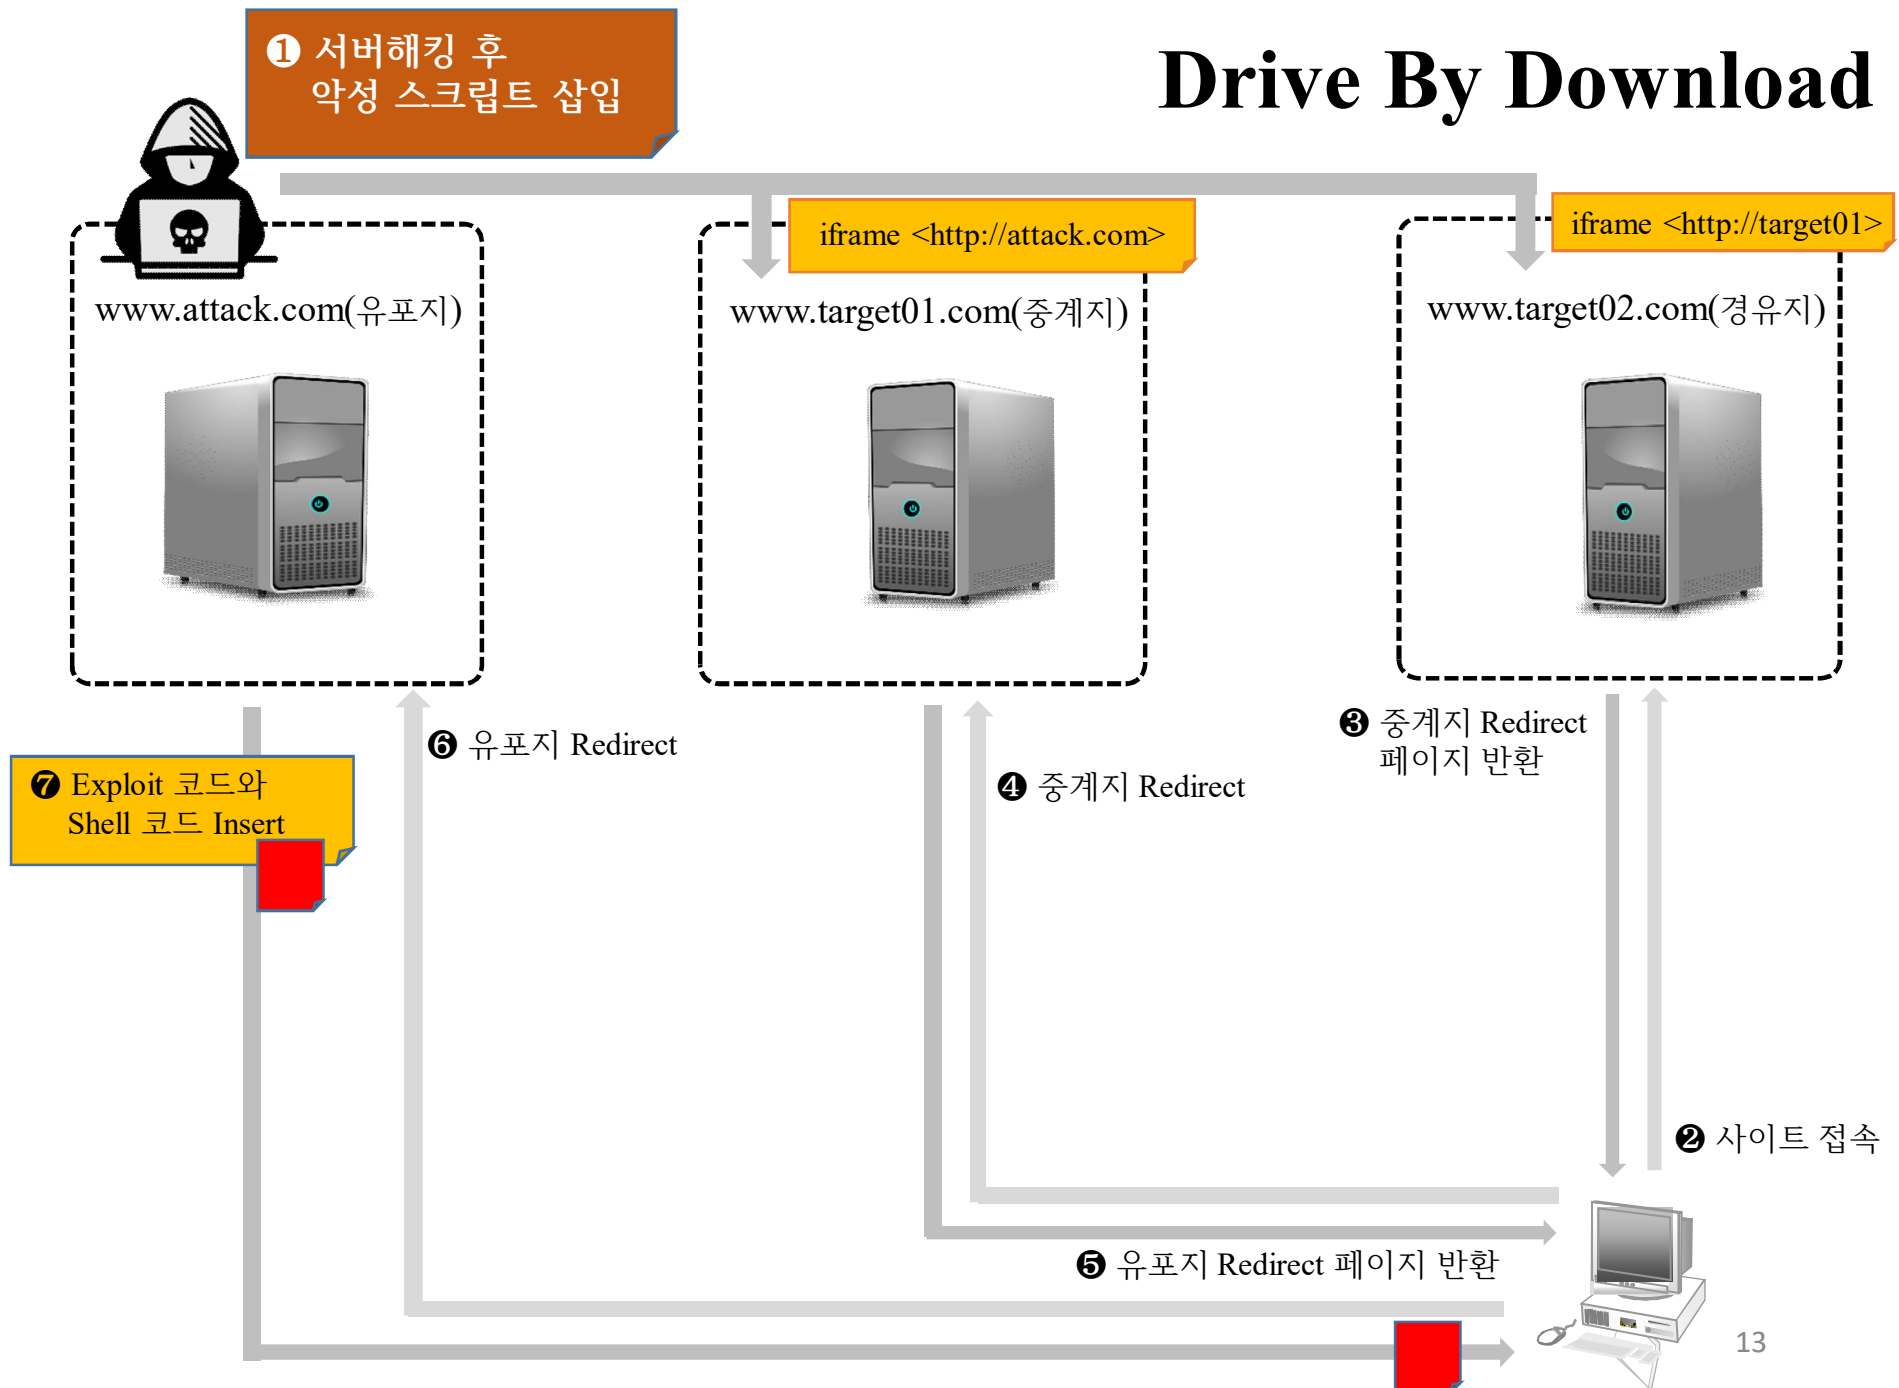 ❶ 서버해킹 후
악성 스크립트 삽입
Drive By Download
iframe <http://attack.com>
iframe <http://target01>
www.attack.com(유포지)
www.target01.com(중계지)
www.target02.com(경유지)
❻ 유포지 Redirect
❸ 중계지 Redirect
페이지 반환
❼ Exploit 코드와
Shell 코드 Insert
❹ 중계지 Redirect
❷ 사이트 접속
❺ 유포지 Redirect 페이지 반환
13